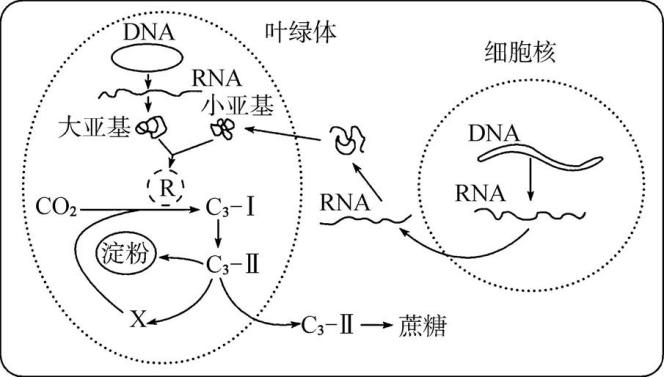 DNA
叶绿体
细胞核
RNA
小亚基
大亚基
DNA
R
RNA
RNA
CO₂
C₃-Ⅰ
淀粉
C₃-Ⅱ
X
C₃-Ⅱ
蔗糖